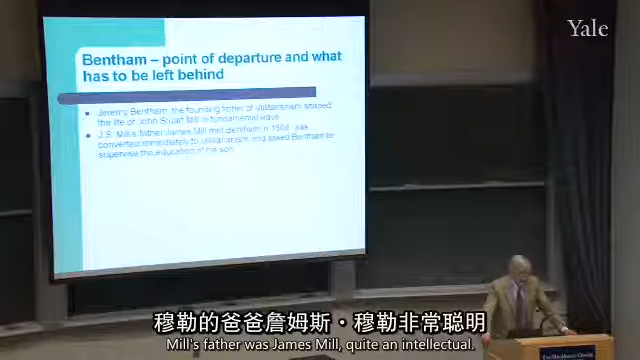 Yale
Bentham – point of departure and what
has to be left behind
Jeremy Bentham, the founding father of utilitarianism shaped
the life of John Stuart Mill in fundamental ways
J.S. Mill's father James Mill met Bentham in 1808, was
converted immediately to utilitarianism and asked Bentham to
supervise the education of his son
穆勒的爸爸詹姆斯·穆勒非常聰明
Mill's father was James Mill, quite an intellectual.